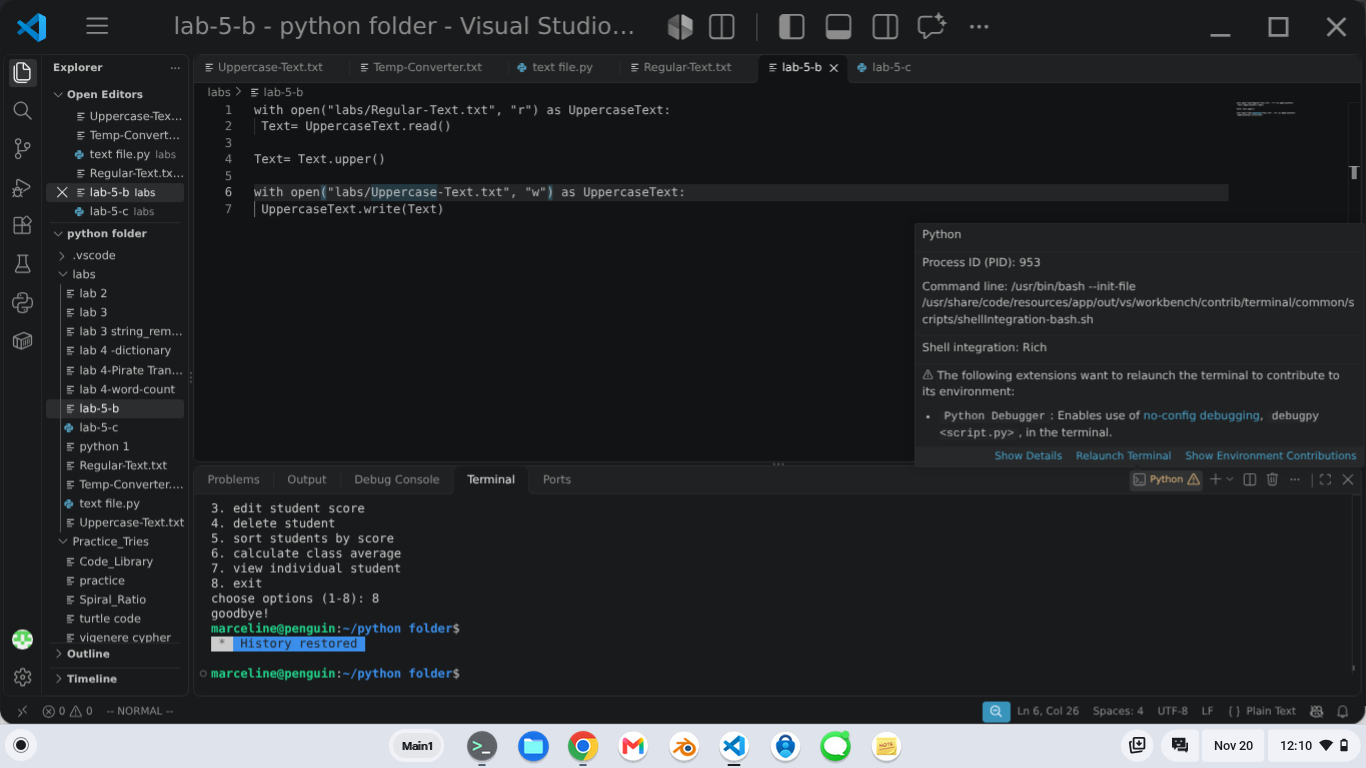 lab-5-b - python folder - Visual Studio...
Explorer
Open Editors
Uppercase-Tex...
Temp-Convert...
text file.py labs
Regular-Text.tx...
lab-5-b labs
lab-5-c labs
python folder
.vscode
labs
lab 2
lab 3
lab 3 string_rem...
lab 4 -dictionary
lab 4-Pirate Tran...
lab 4-word-count
lab-5-b
lab-5-c
python 1
Regular-Text.txt
Temp-Converter....
text file.py
Uppercase-Text.txt
Practice_Tries
Code_Library
practice
Spiral_Ratio
turtle code
vigenere cypher
Outline
Timeline
Uppercase-Text.txt
Temp-Converter.txt
text file.py
Regular-Text.txt
lab-5-b
lab-5-c
labs > lab-5-b
1 with open("labs/Regular-Text.txt", "r") as UppercaseText:
2 Text= UppercaseText.read()
3
4 Text= Text.upper()
5
6 with open("labs/Uppercase-Text.txt", "w") as UppercaseText:
7 UppercaseText.write(Text)
Python
Process ID (PID): 953
Command line: /usr/bin/bash --init-file
/usr/share/code/resources/app/out/vs/workbench/contrib/terminal/common/s
cripts/shellIntegration-bash.sh
Shell integration: Rich
⚠ The following extensions want to relaunch the terminal to contribute to
its environment:
• Python Debugger : Enables use of no-config debugging, debugpy
<script.py> , in the terminal.
Show Details Relaunch Terminal Show Environment Contributions
Problems Output Debug Console Terminal Ports
Python
3. edit student score
4. delete student
5. sort students by score
6. calculate class average
7. view individual student
8. exit
choose options (1-8): 8
goodbye!
marceline@penguin:~/python folder$
* History restored
marceline@penguin:~/python folder$
0 0 -- NORMAL --
Ln 6, Col 26 Spaces: 4 UTF-8 LF { } Plain Text
Main1
NOTE
Nov 20
12:10